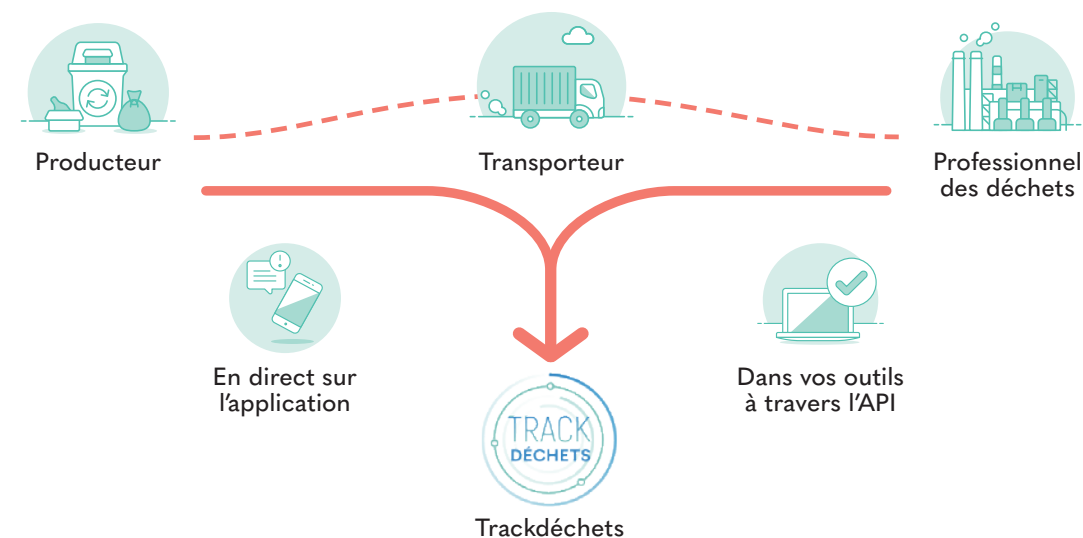 Producteur
Transporteur
Professionnel
des déchets
En direct sur
l'application
Dans vos outils
à travers l'API
TRACK
DÉCHETS
Trackdéchets